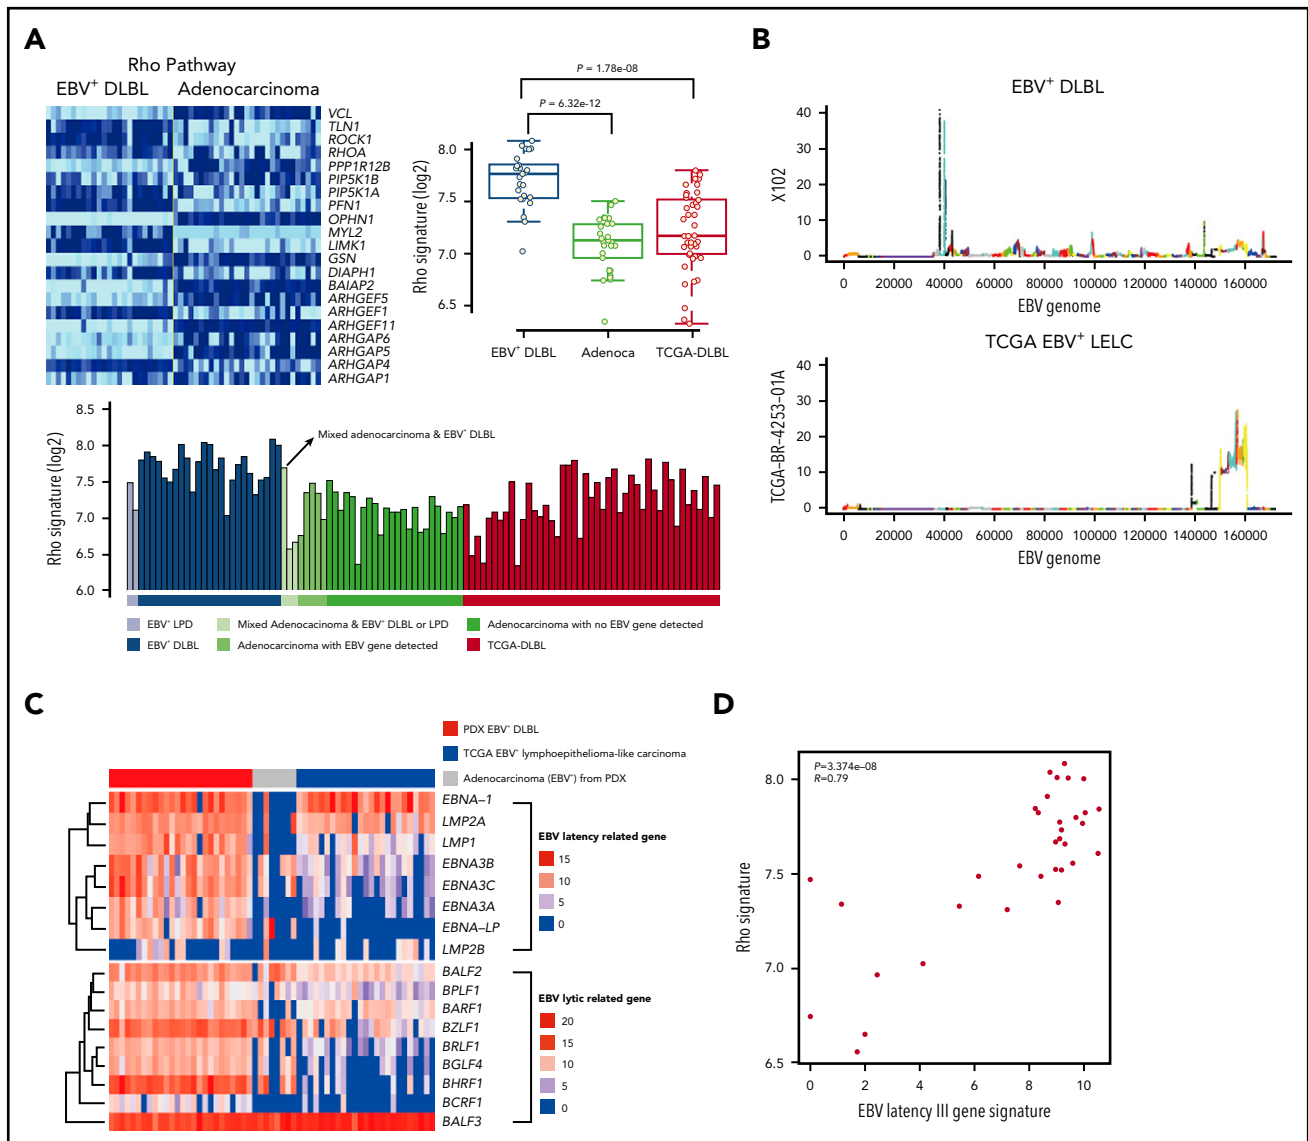 A
Rho Pathway
EBV+ DLBL
Adenocarcinoma
VCL
TLN1
ROCK1
RHOA
PPP1R12B
PIP5K1B
PIP5K1A
PFN1
OPHN1
MYL2
LIMK1
GSN
DIAPH1
BAIAP2
ARHGEF5
ARHGEF1
ARHGEF11
ARHGAP6
ARHGAP5
ARHGAP4
ARHGAP1
P = 1.78e-08
P = 6.32e-12
Rho signature (log2)
8.0
7.5
7.0
6.5
EBV+ DLBL
Adenoca
TCGA-DLBL
Rho signature (log2)
8.5
8.0
7.5
7.0
6.5
6.0
Mixed adenocarcinoma & EBV+ DLBL
EBV+ LPD
Mixed Adenocacinoma & EBV+ DLBL or LPD
Adenocarcinoma with no EBV gene detected
EBV+ DLBL
Adenocarcinoma with EBV gene detected
TCGA-DLBL
B
EBV+ DLBL
X102
40
30
20
10
0
0 20000 40000 60000 80000 100000 120000 140000 160000
EBV genome
TCGA EBV+ LELC
TCGA–BR–4253–01A
40
30
20
10
0
0 20000 40000 60000 80000 100000 120000 140000 160000
EBV genome
C
PDX EBV+ DLBL
TCGA EBV+ lymphoepithelioma-like carcinoma
Adenocarcinoma (EBV+) from PDX
EBNA–1
LMP2A
LMP1
EBNA3B
EBNA3C
EBNA3A
EBNA–LP
LMP2B
EBV latency related gene
15
10
5
0
BALF2
BPLF1
BARF1
BZLF1
BRLF1
BGLF4
BHRF1
BCRF1
BALF3
EBV lytic related gene
20
15
10
5
0
D
P=3.374e–08
R=0.79
Rho signature
8.0
7.5
7.0
6.5
0 2 4 6 8 10
EBV latency III gene signature